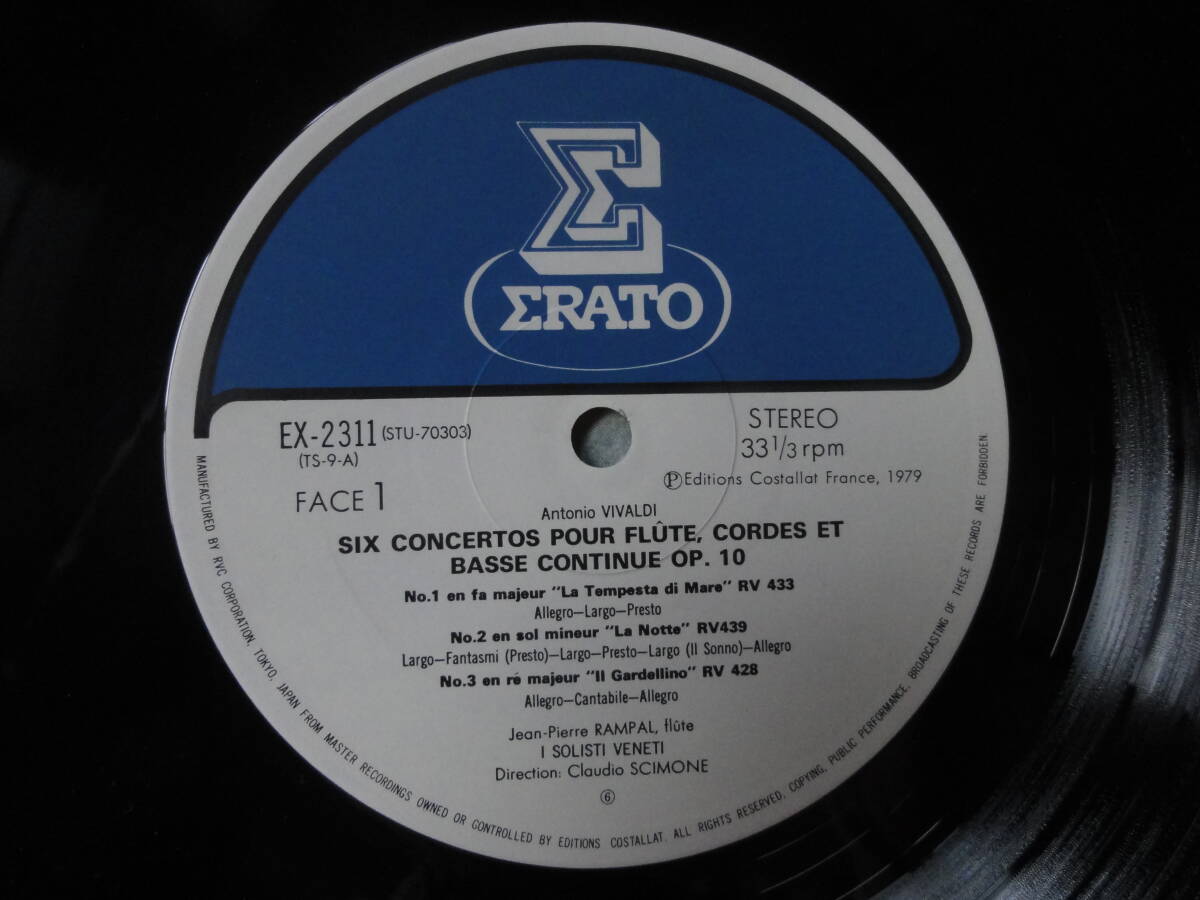 ΣRATO
EX-2311 (STU-70303)
(TS-9-A)
FACE 1
STEREO
33 1/3 rpm
Ⓟ Editions Costallat France, 1979
Antonio VIVALDI
SIX CONCERTOS POUR FLÛTE, CORDES ET
BASSE CONTINUE OP. 10
No.1 en fa majeur "La Tempesta di Mare" RV 433
Allegro—Largo—Presto
No.2 en sol mineur "La Notte" RV439
Largo—Fantasmi (Presto)—Largo—Presto—Largo (Il Sonno)—Allegro
No.3 en ré majeur "Il Gardellino" RV 428
Allegro—Cantabile—Allegro
Jean-Pierre RAMPAL, flûte
I SOLISTI VENETI
Direction: Claudio SCIMONE
⑥
MANUFACTURED BY RVC CORPORATION, TOKYO, JAPAN FROM MASTER RECORDINGS OWNED OR CONTROLLED BY EDITIONS COSTALLAT. ALL RIGHTS RESERVED, COPYING, PUBLIC PERFORMANCE, BROADCASTING OF THESE RECORDS ARE FORBIDDEN.